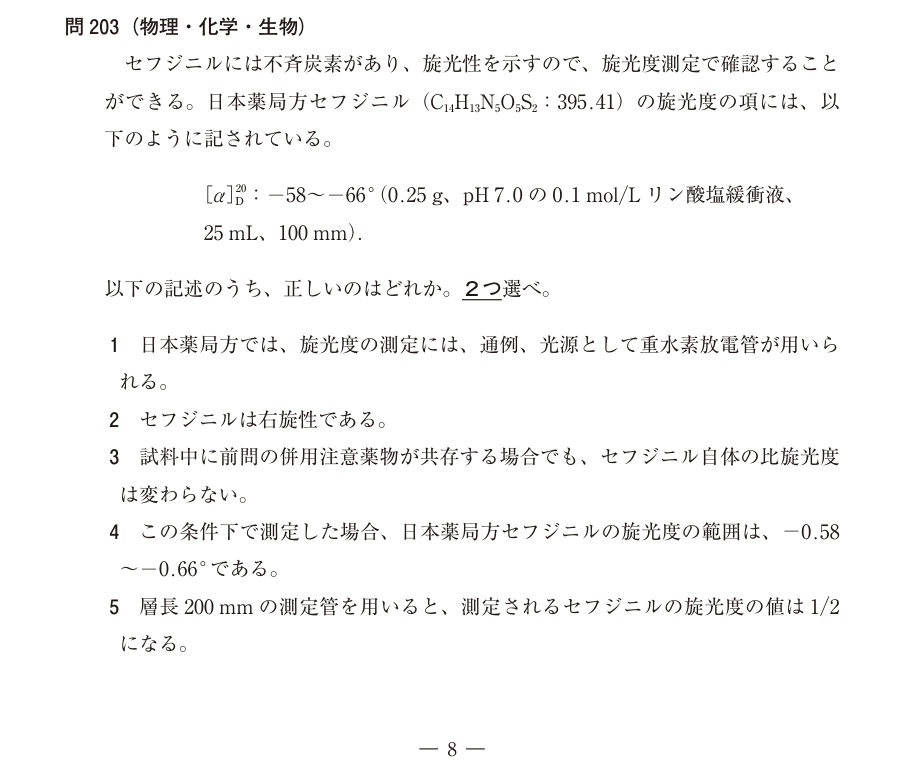 問 203（物理・化学・生物）
セフジニルには不斉炭素があり、旋光性を示すので、旋光度測定で確認すること
ができる。日本薬局方セフジニル（C₁₄H₁₃N₅O₅S₂：395.41）の旋光度の項には、以
下のように記されている。
[α]²⁰D：−58～−66°(0.25 g、pH 7.0 の 0.1 mol/L リン酸塩緩衝液、
25 mL、100 mm).
以下の記述のうち、正しいのはどれか。２つ選べ。
1　日本薬局方では、旋光度の測定には、通例、光源として重水素放電管が用いら
れる。
2　セフジニルは右旋性である。
3　試料中に前問の併用注意薬物が共存する場合でも、セフジニル自体の比旋光度
は変わらない。
4　この条件下で測定した場合、日本薬局方セフジニルの旋光度の範囲は、−0.58
～−0.66°である。
5　層長 200 mm の測定管を用いると、測定されるセフジニルの旋光度の値は 1/2
になる。
― 8 ―